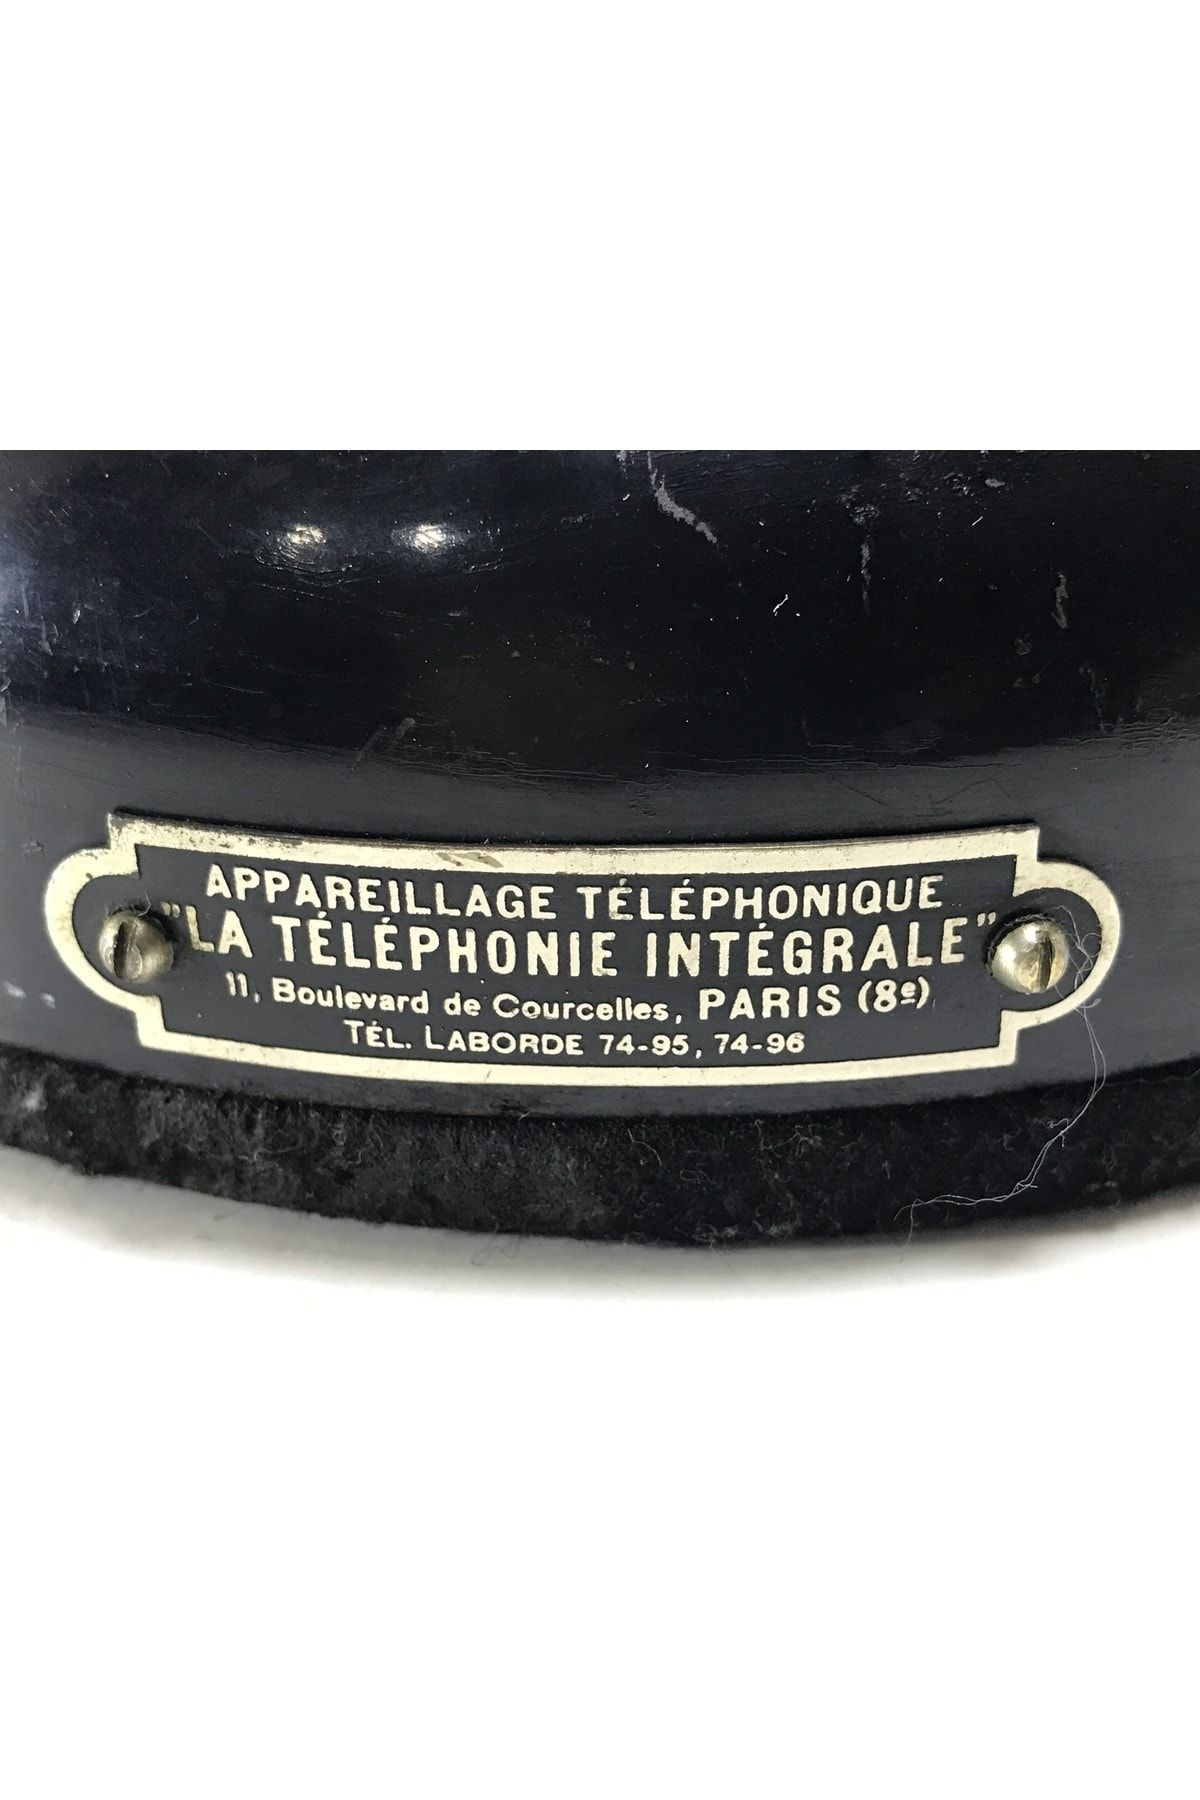 APPAREILLAGE TÉLÉPHONIQUE
"LA TÉLÉPHONIE INTÉGRALE"
11, Boulevard de Courcelles, PARIS (8e)
TÉL. LABORDE 74-95, 74-96